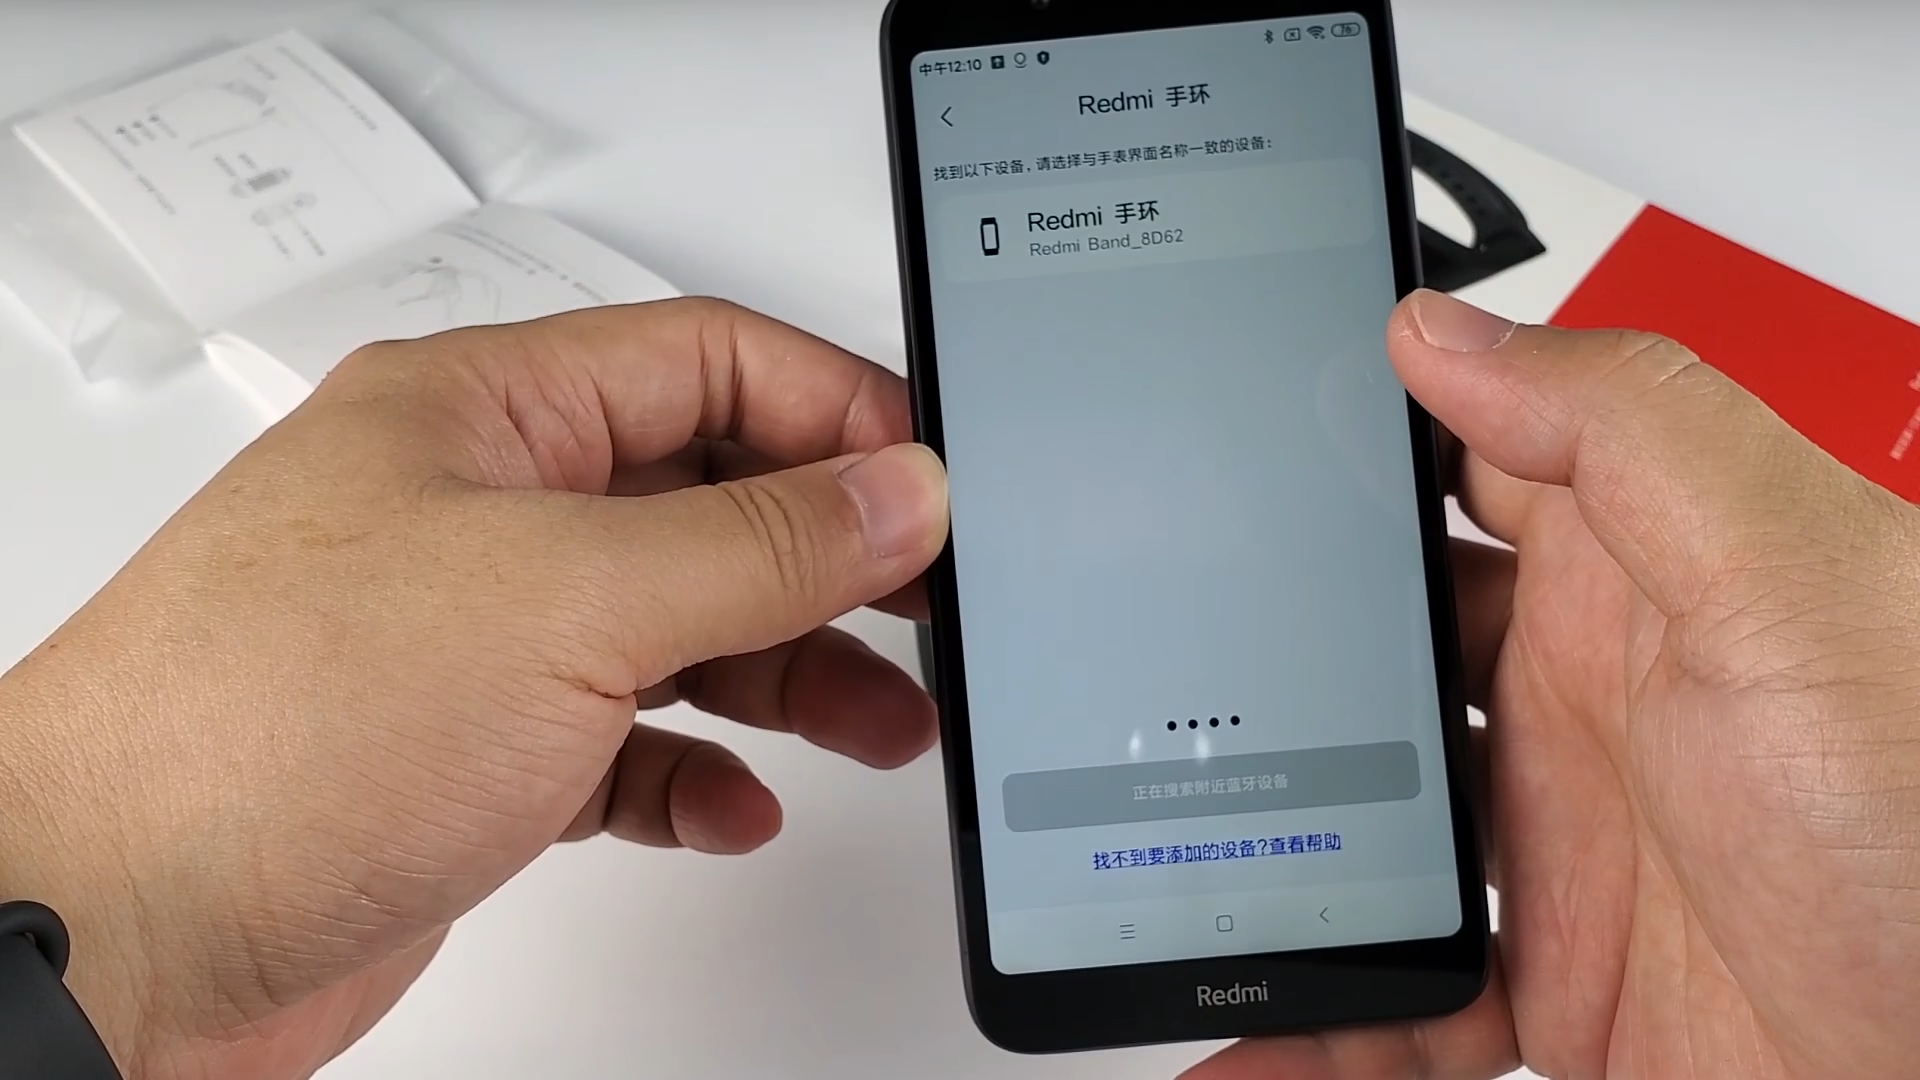 中午12:10
76
Redmi 手环
找到以下设备，请选择与手表界面名称一致的设备：
Redmi 手环
Redmi Band_8D62
正在搜索附近蓝牙设备
找不到要添加的设备?查看帮助
Redmi